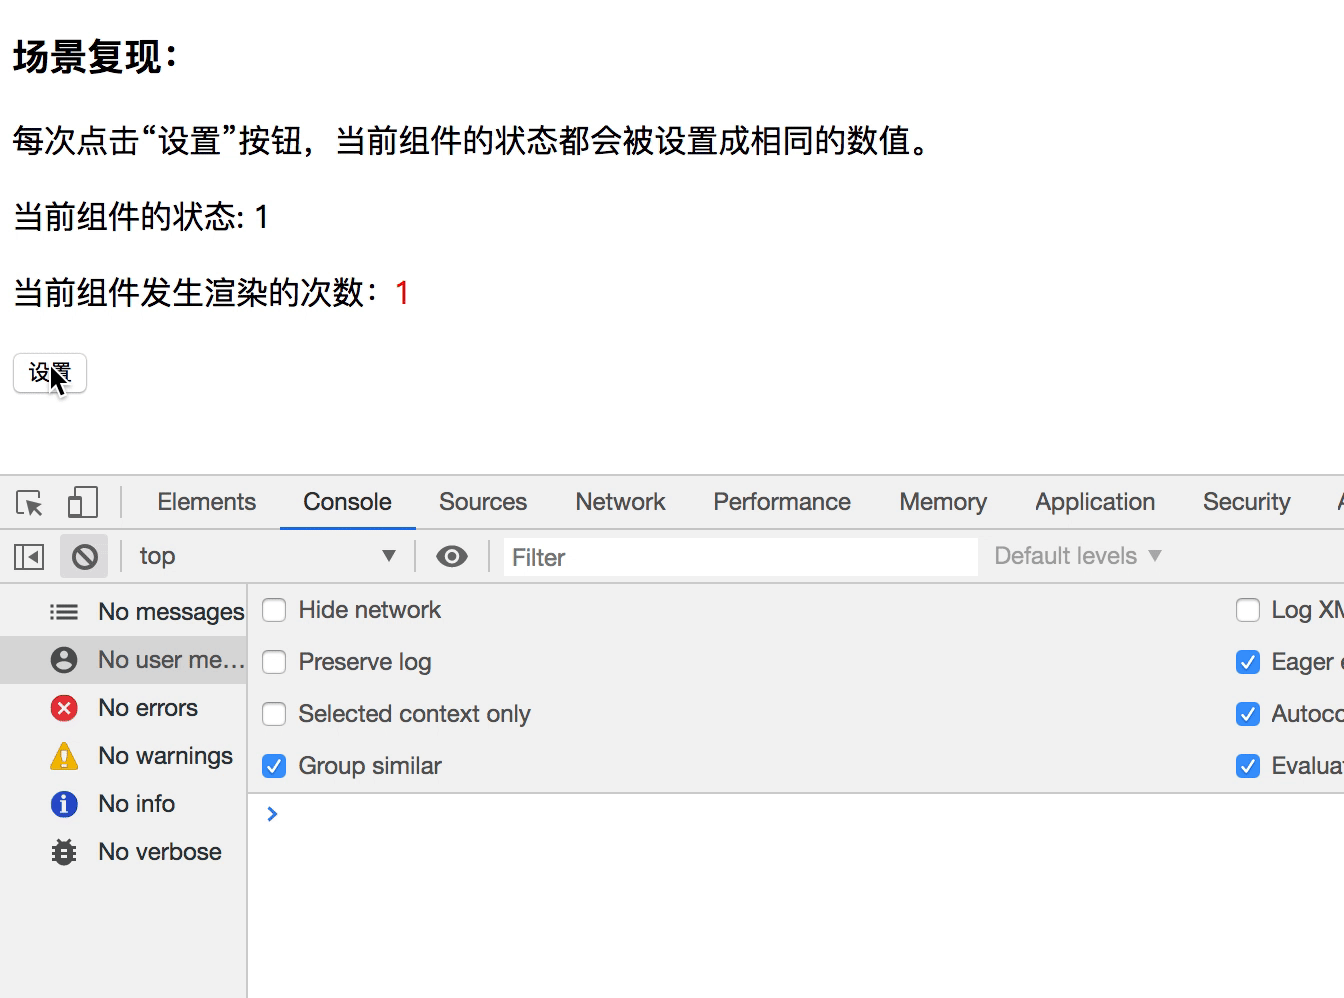 场景复现：
每次点击“设置”按钮，当前组件的状态都会被设置成相同的数值。
当前组件的状态: 1
当前组件发生渲染的次数：1
设置
Elements Console Sources Network Performance Memory Application Security
top Filter Default levels
No messages
No user me...
No errors
No warnings
No info
No verbose
Hide network
Preserve log
Selected context only
Group similar
Log XM
Eager
Autoco
Evalua